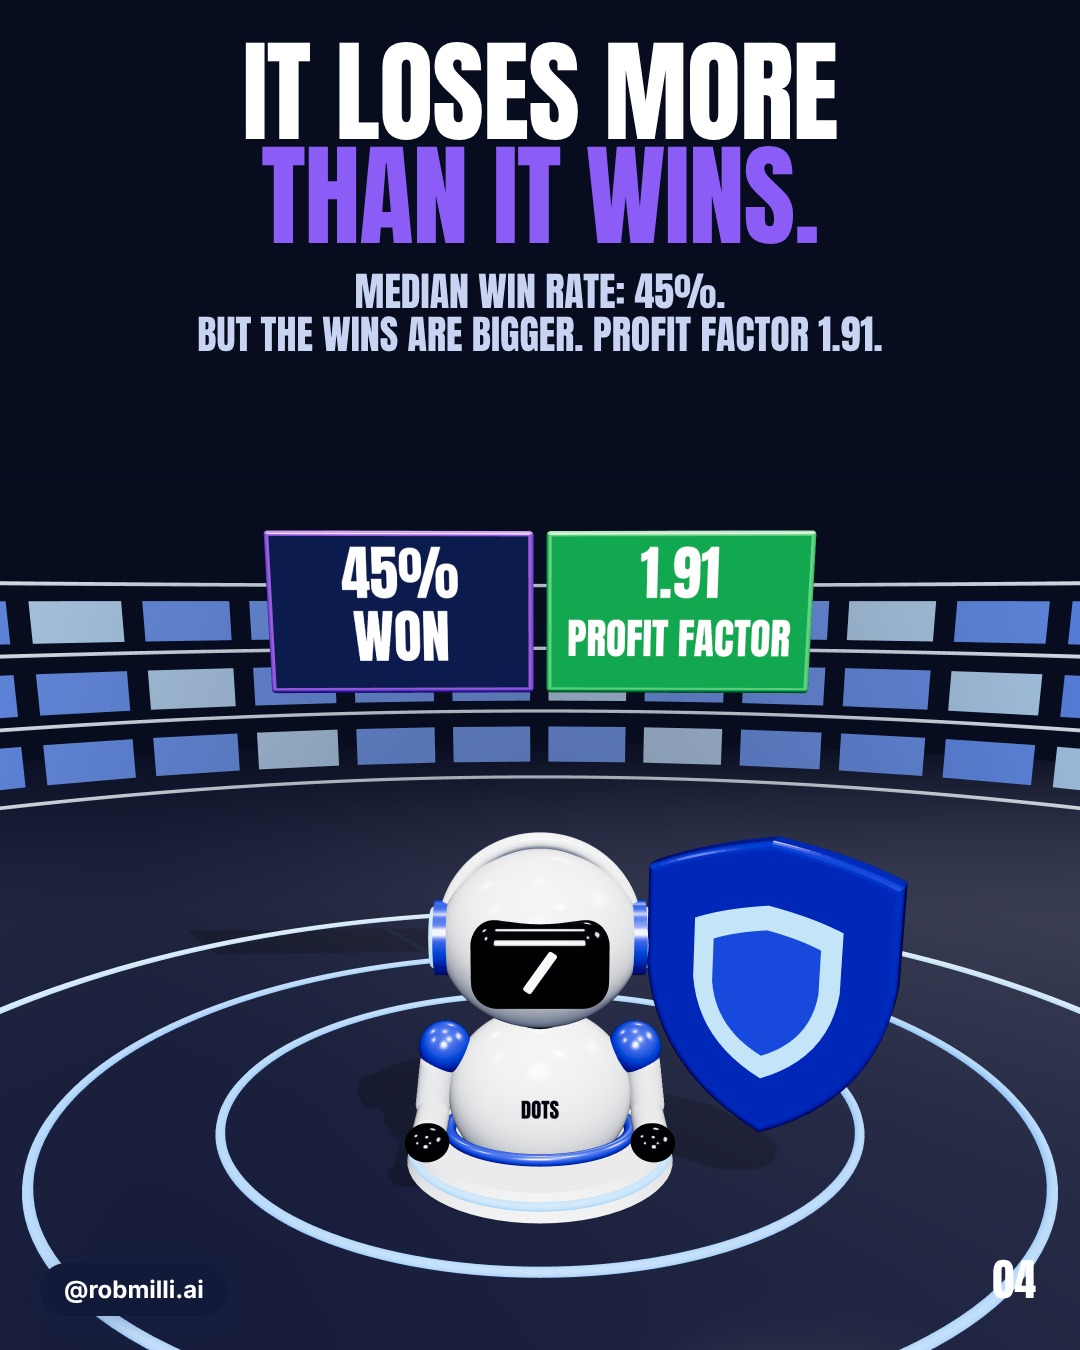 IT LOSES MORE
THAN IT WINS.
MEDIAN WIN RATE: 45%.
BUT THE WINS ARE BIGGER. PROFIT FACTOR 1.91.
45%
WON
1.91
PROFIT FACTOR
DOTS
@robmilli.ai
04